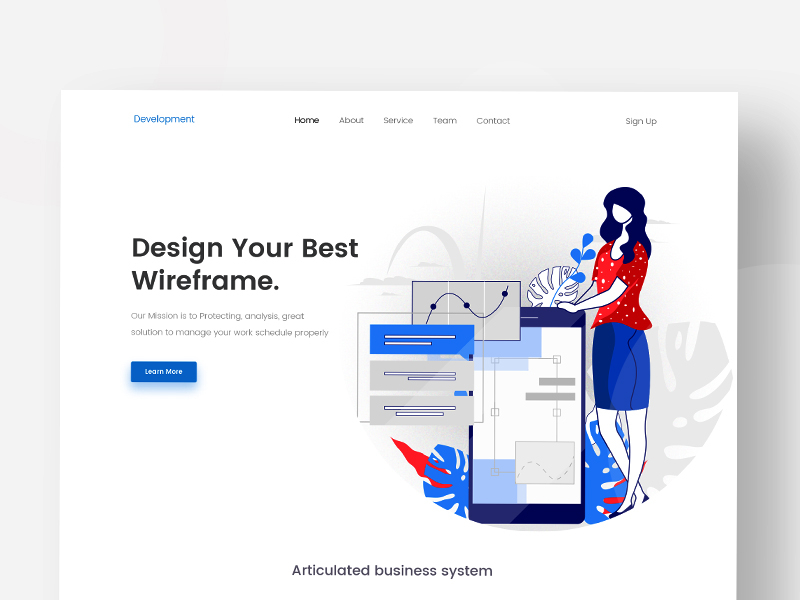 Development
Home About Service Team Contact
Sign Up
Design Your Best
Wireframe.
Our Mission is to Protecting, analysis, great
solution to manage your work schedule properly
Learn More
Articulated business system